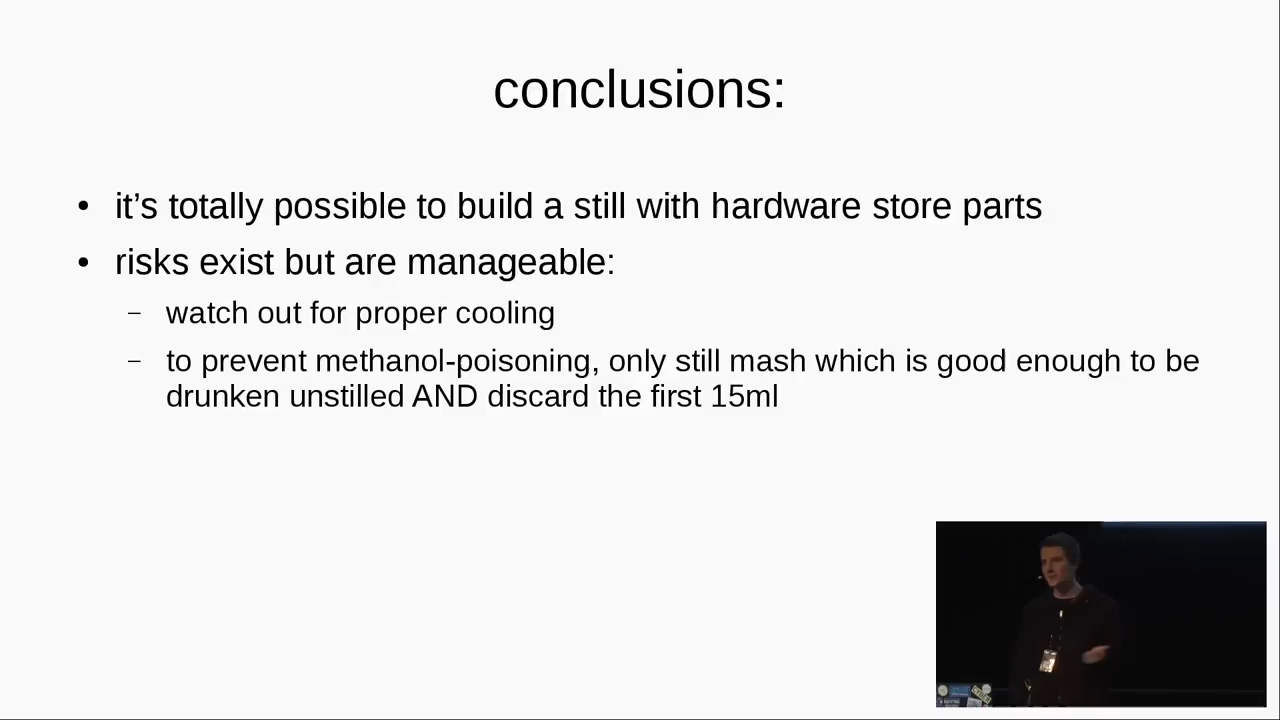 conclusions:
• it’s totally possible to build a still with hardware store parts
• risks exist but are manageable:
– watch out for proper cooling
– to prevent methanol-poisoning, only still mash which is good enough to be
drunken unstilled AND discard the first 15ml